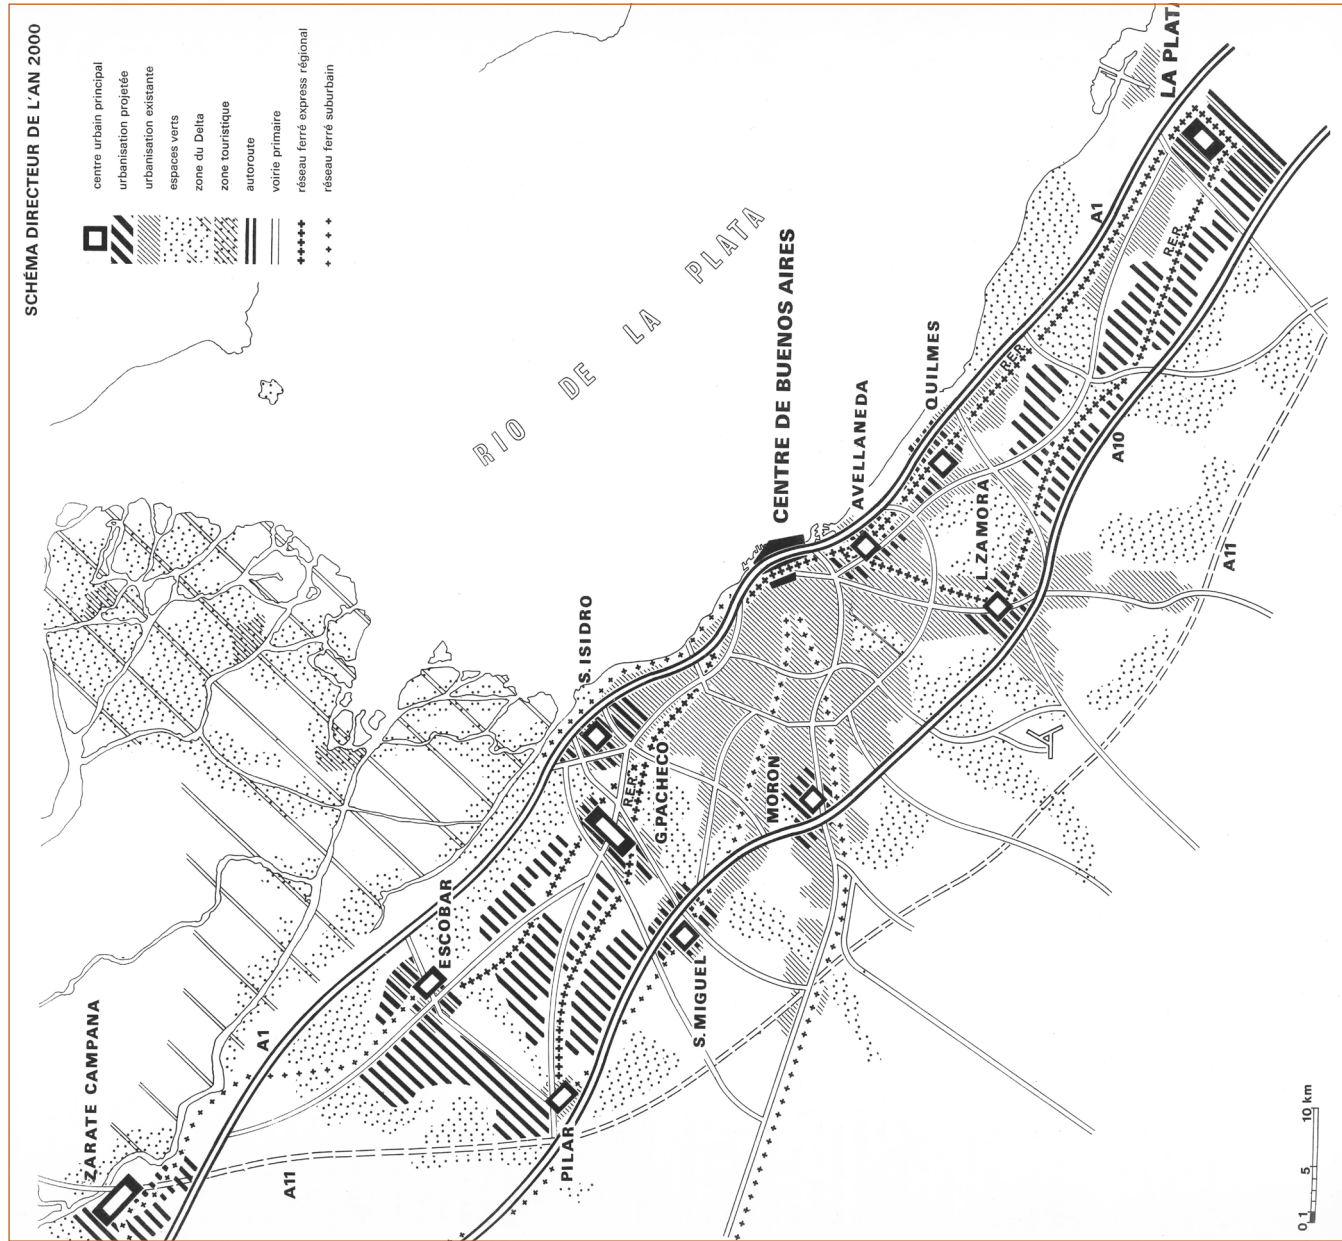 SCHÉMA DIRECTEUR DE L'AN 2000
centre urbain principal
urbanisation projetée
urbanisation existante
espaces verts
zone du Delta
zone touristique
autoroute
voirie primaire
réseau ferré express régional
réseau ferré suburbain
LA PLATA
A1
R.E.R.
RIO DE LA PLATA
CENTRE DE BUENOS AIRES
QUILMES
R.E.R.
AVELLANEDA
L.ZAMORA
A10
A11
S.ISIDRO
R.E.R.
G.PACHECO
MORON
ESCOBAR
S.MIGUEL
A1
ZARATE CAMPANA
A11
PILAR
0 1 5 10 km